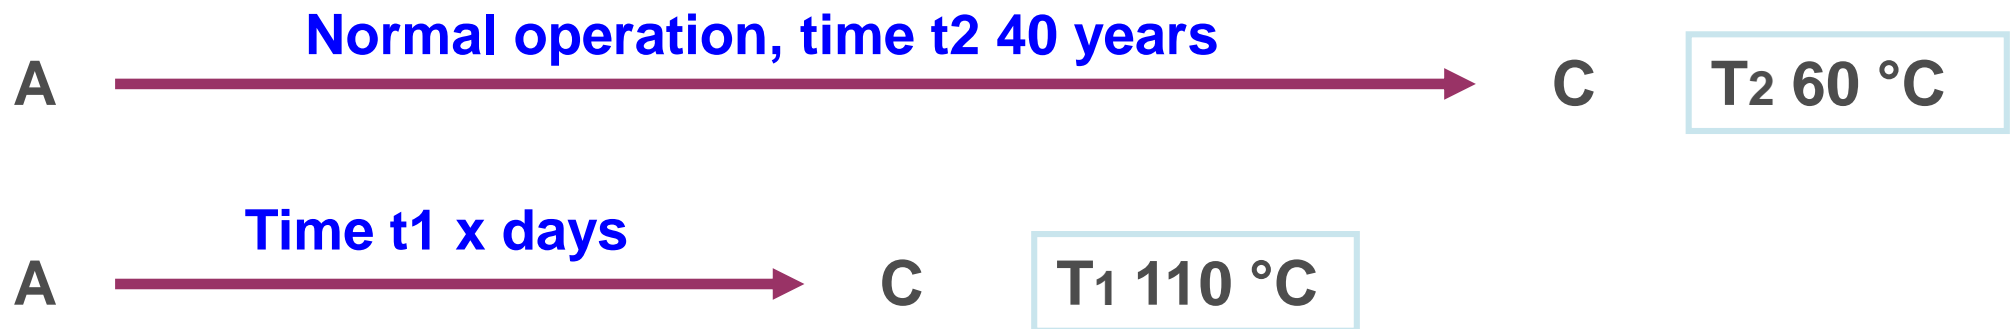 Normal operation, time t2 40 years
A C T2 60 °C
Time t1 x days
A C T1 110 °C